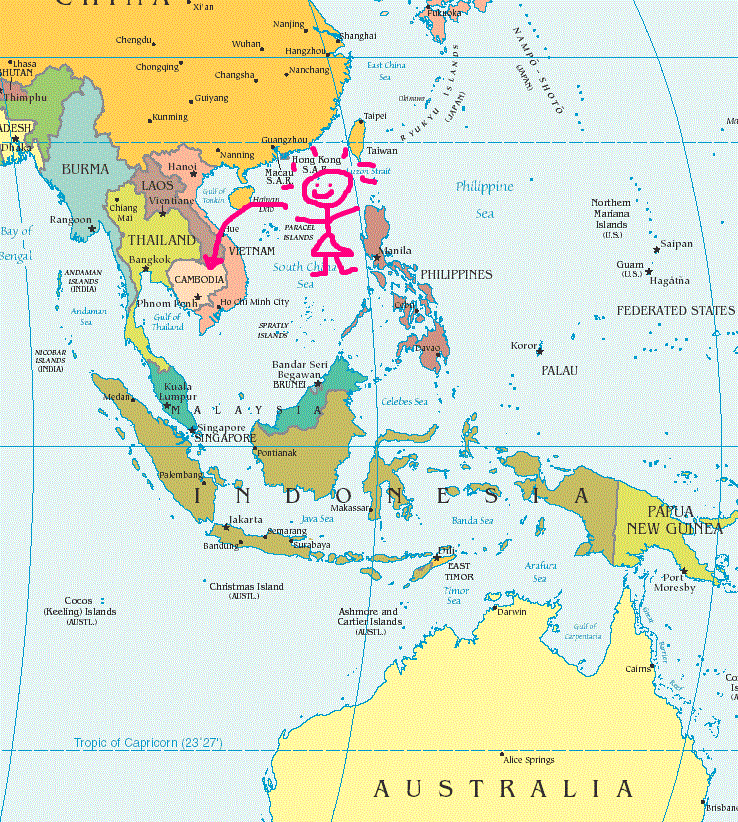 CHINA
Xi'an
Nanjing
Shanghai
Fukuoka
Chengdu
Wuhan
Hangzhou
Lhasa
BHUTAN
Chongqing
Changsha
Nanchang
East China
Sea
NAMPŌ-SHOTŌ
(JAPAN)
Thimphu
Guiyang
Okinawa
RYUKYU ISLANDS
(JAPAN)
Kunming
Taipei
ADESH
Dhaka
Guangzhou
Taiwan
Nanning
Hong Kong
S.A.R.
Macau
S.A.R.
Luzon Strait
BURMA
Hanoi
LAOS
Gulf of
Tonkin
Hainan
Dao
Philippine
Sea
Vientiane
Chiang
Mai
Rangoon
Hue
PARACEL
ISLANDS
Northern
Mariana
Islands
(U.S.)
Saipan
Bay of
Bengal
THAILAND
VIETNAM
Manila
Bangkok
South China
Sea
Guam
(U.S.)
Hagåtña
ANDAMAN
ISLANDS
(INDIA)
CAMBODIA
PHILIPPINES
Phnom Penh
Ho Chi Minh City
Cebu
FEDERATED STATES
Andaman
Sea
Gulf of
Thailand
SPRATLY
ISLANDS
NICOBAR
ISLANDS
(INDIA)
Davao
Koror
PALAU
Bandar Seri
Begawan
BRUNEI
Kuala
Lumpur
Medan
MALAYSIA
Celebes Sea
Singapore
SINGAPORE
Pontianak
Palembang
INDONESIA
Makassar
PAPUA
NEW GUINEA
Jakarta
Java Sea
Semarang
Banda Sea
Bandung
Surabaya
Dili
EAST
TIMOR
Arafura
Sea
Port
Moresby
Christmas Island
(AUSTL.)
Timor
Sea
Cocos
(Keeling) Islands
(AUSTL.)
Ashmore and
Cartier Islands
(AUSTL.)
Darwin
Gulf of
Carpentaria
Great
Barrier
Reef
Cairns
Tropic of Capricorn (23°27')
Alice Springs
AUSTRALIA
Brisban